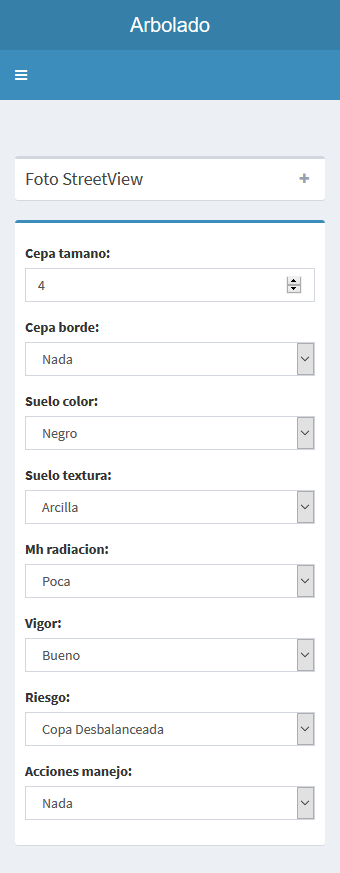 Arbolado
Foto StreetView
Cepa tamano:
4
Cepa borde:
Nada
Suelo color:
Negro
Suelo textura:
Arcilla
Mh radiacion:
Poca
Vigor:
Bueno
Riesgo:
Copa Desbalanceada
Acciones manejo:
Nada